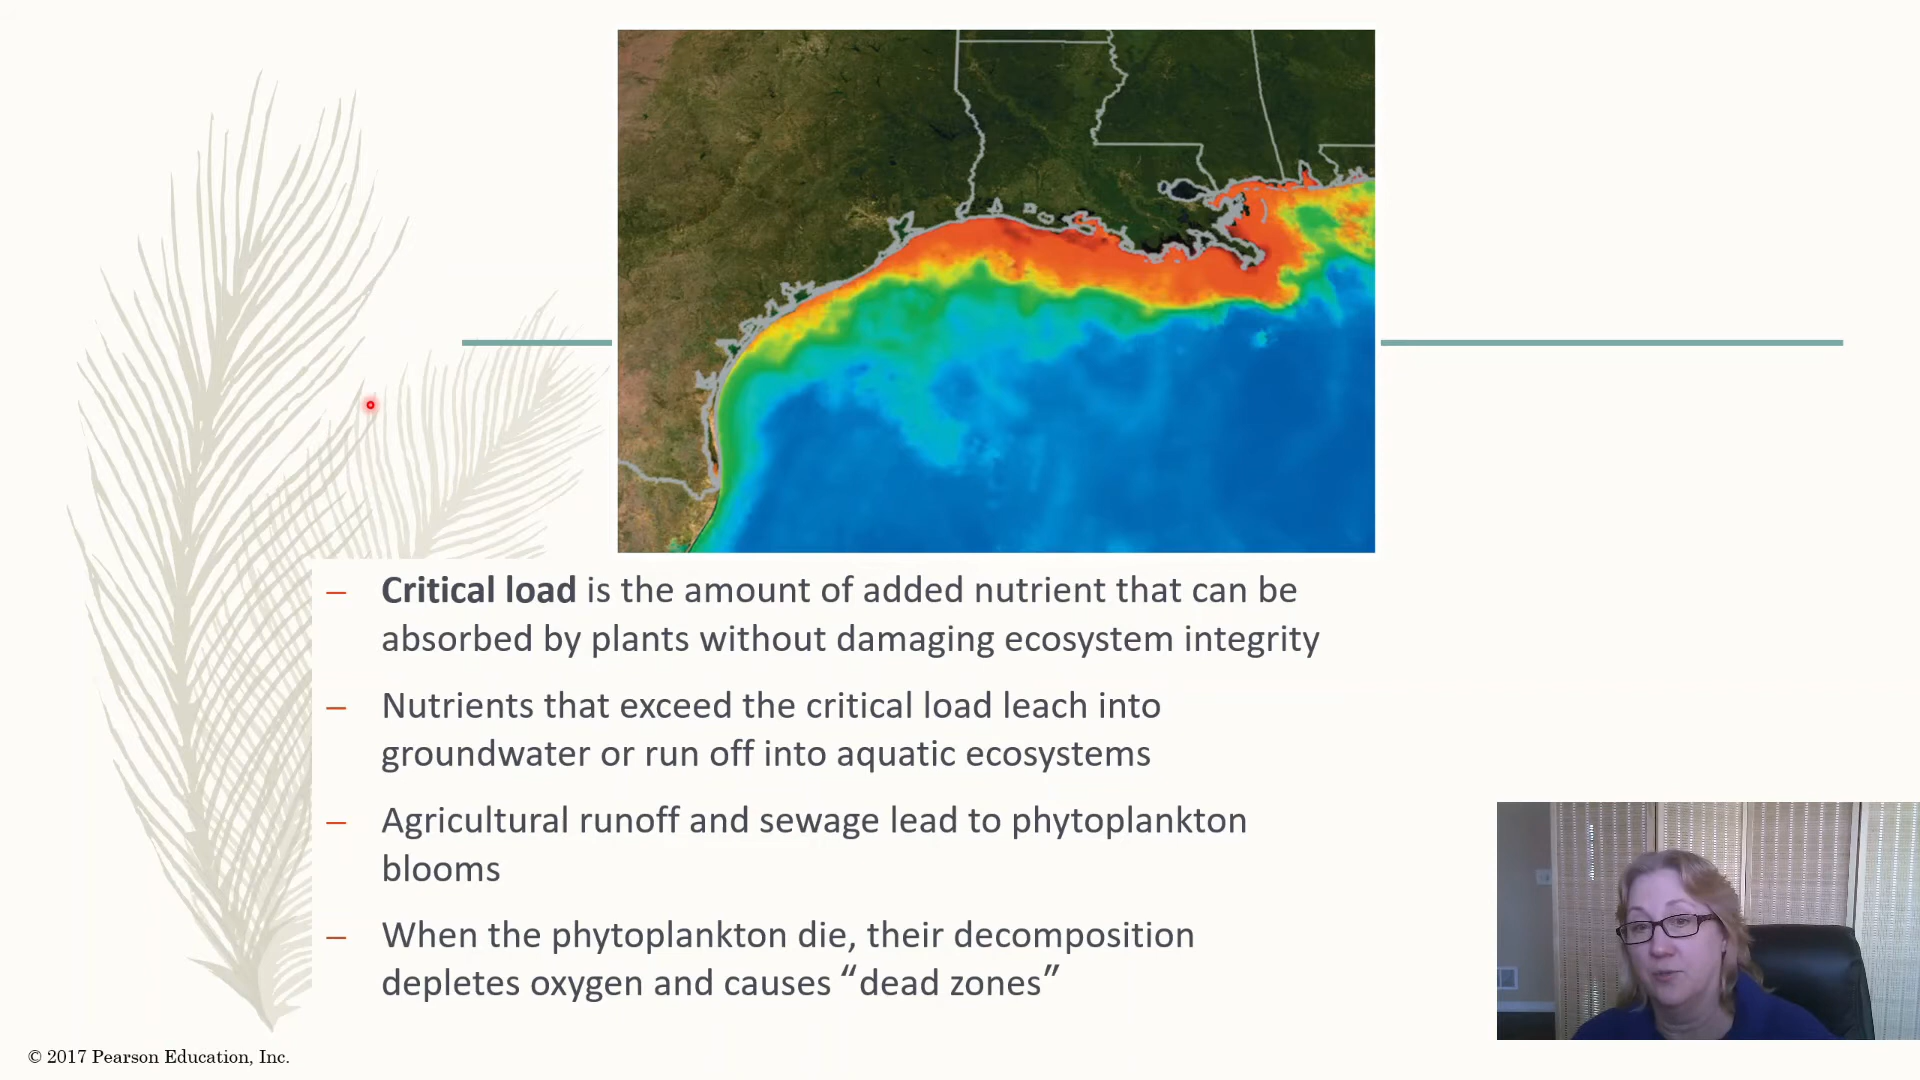 – Critical load is the amount of added nutrient that can be
absorbed by plants without damaging ecosystem integrity
– Nutrients that exceed the critical load leach into
groundwater or run off into aquatic ecosystems
– Agricultural runoff and sewage lead to phytoplankton
blooms
– When the phytoplankton die, their decomposition
depletes oxygen and causes “dead zones”
© 2017 Pearson Education, Inc.